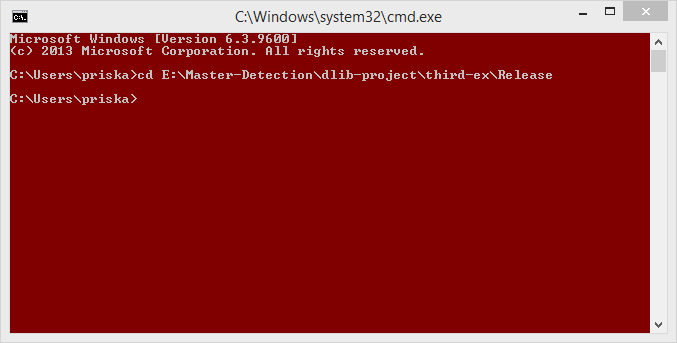 C:\Windows\system32\cmd.exe
Microsoft Windows [Version 6.3.9600]
(c) 2013 Microsoft Corporation. All rights reserved.
C:\Users\priska>cd E:\Master-Detection\dlib-project\third-ex\Release
C:\Users\priska>